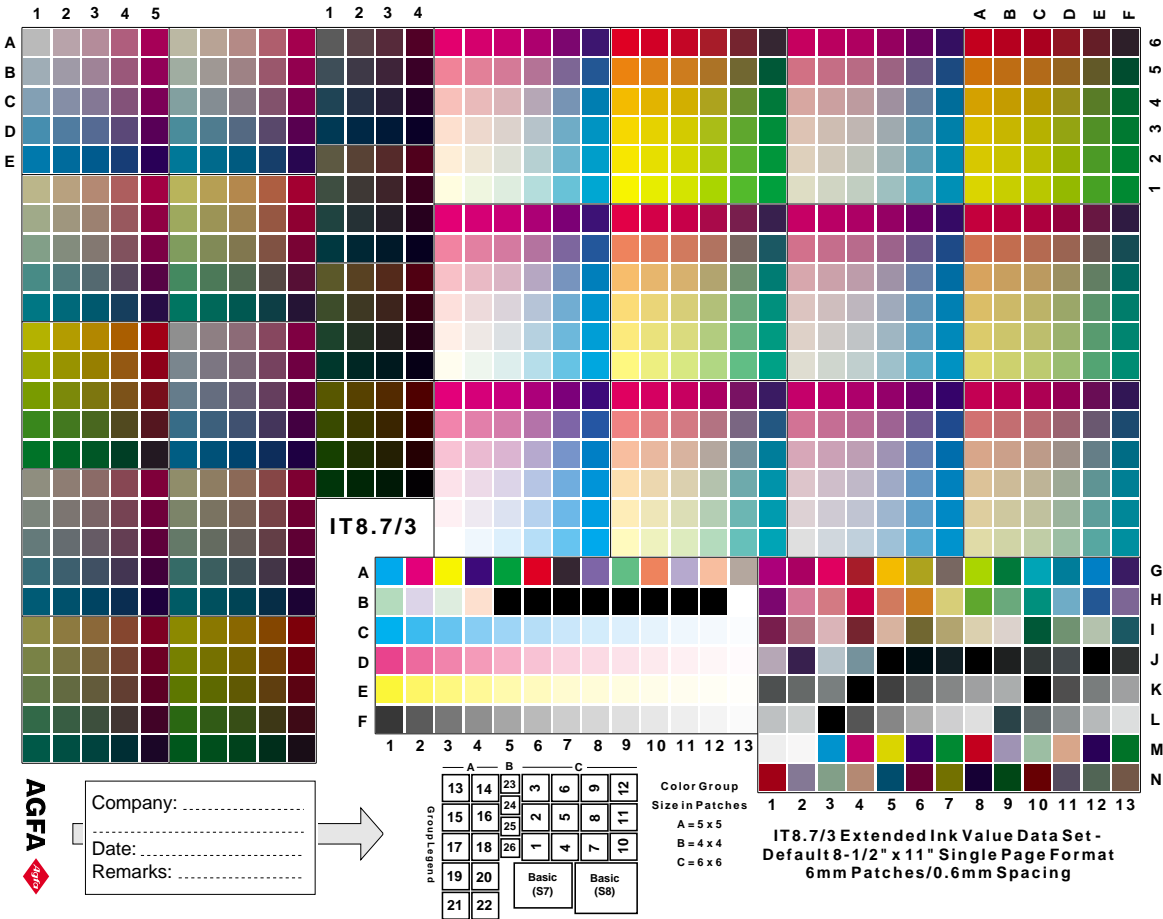 1 2 3 4 5
1 2 3 4
A B C D E F
A
B
C
D
E
6
5
4
3
2
1
IT8.7/3
A
B
C
D
E
F
G
H
I
J
K
L
M
N
1 2 3 4 5 6 7 8 9 10 11 12 13
1 2 3 4 5 6 7 8 9 10 11 12 13
AGFA
Agfa
Company:
Date:
Remarks:
Group Legend
A B C
13 14 23 3 6 9 12
15 16 24 25 2 5 8 11
17 18 26 1 4 7 10
19 20
21 22
Basic (S7)
Basic (S8)
Color Group
Size in Patches
A = 5 x 5
B = 4 x 4
C = 6 x 6
IT8.7/3 Extended Ink Value Data Set -
Default 8-1/2" x 11" Single Page Format
6mm Patches/0.6mm Spacing